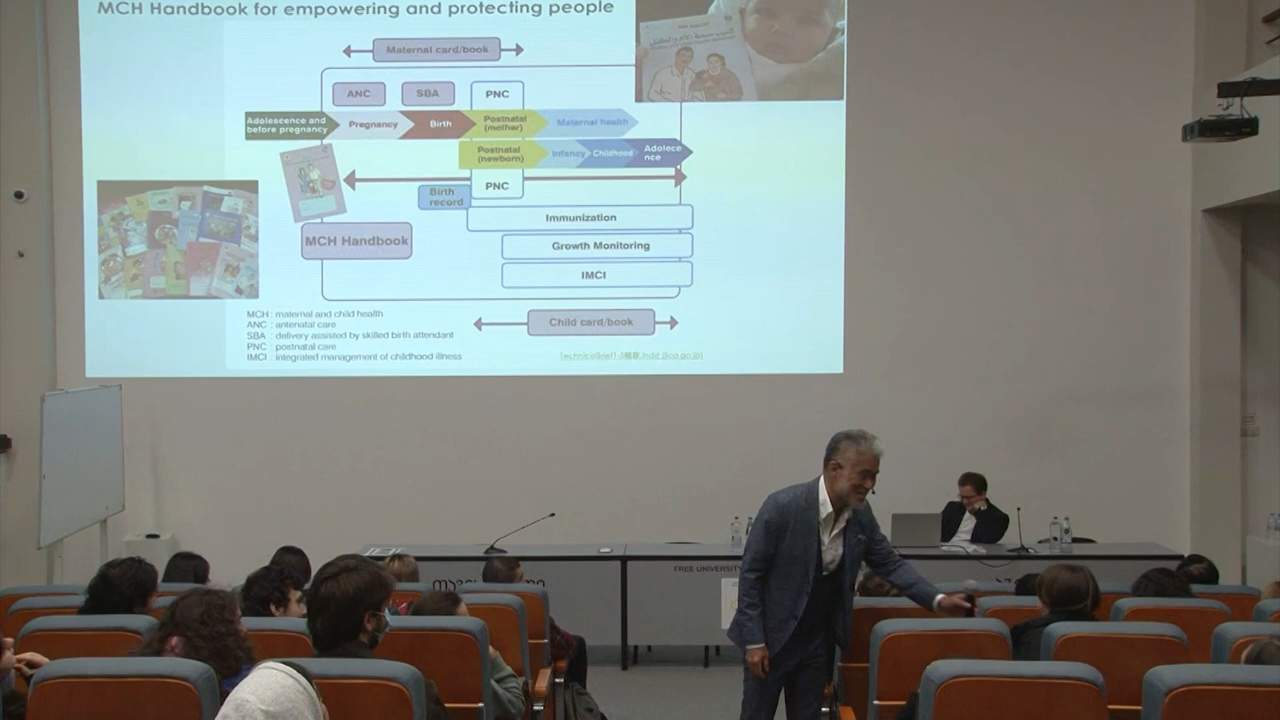 MCH Handbook for empowering and protecting people
Maternal card/book
ANC
SBA
PNC
Adolescence and
before pregnancy
Pregnancy
Birth
Postnatal
(mother)
Maternal health
Postnatal
(newborn)
Infancy
Childhood
Adolece
nce
PNC
Birth
record
Immunization
MCH Handbook
Growth Monitoring
IMCI
MCH : maternal and child health
ANC : antenatal care
SBA : delivery assisted by skilled birth attendant
PNC : postnatal care
IMCI : integrated management of childhood illness
Child card/book
FREE UNIVERSITY